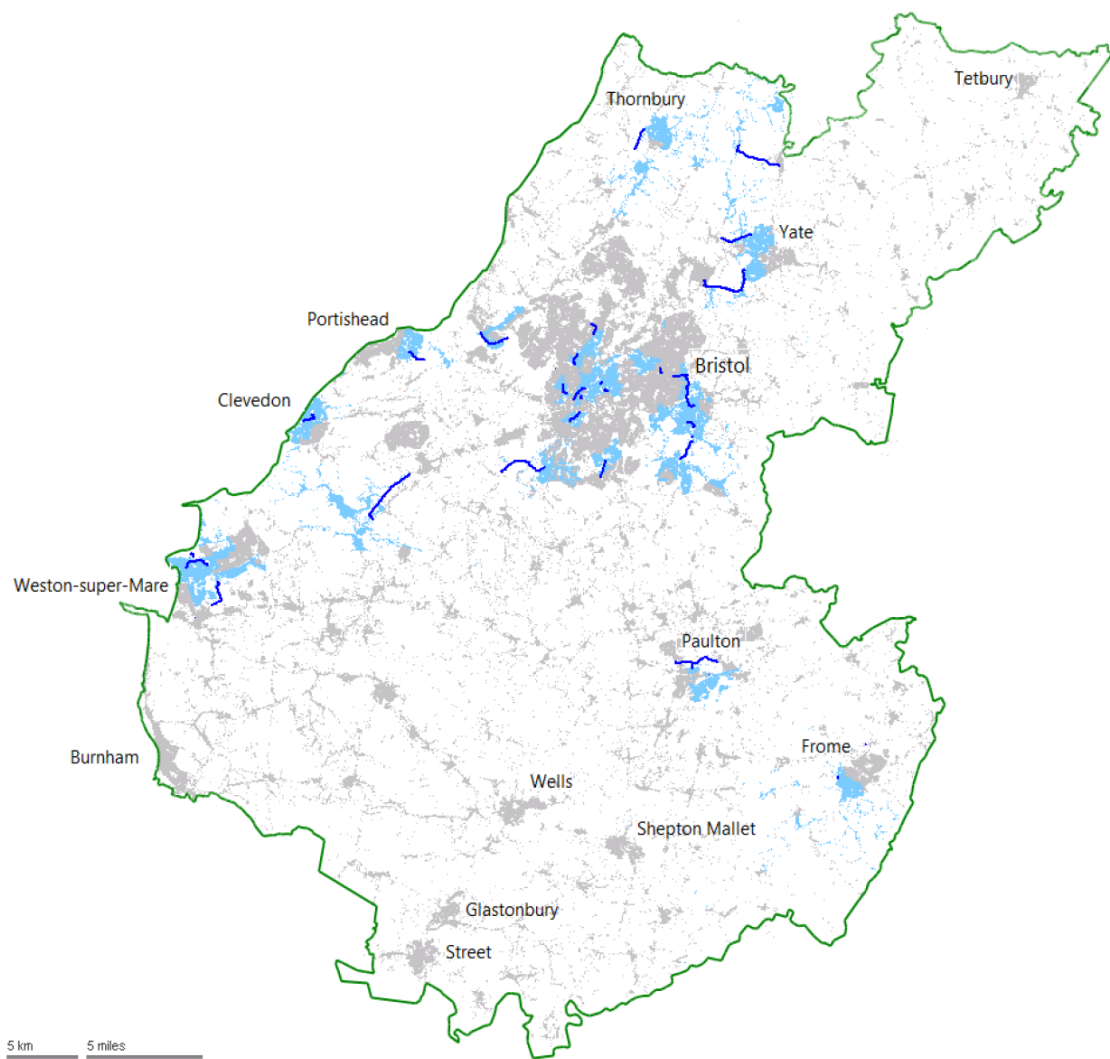 Tetbury
Thornbury
Yate
Portishead
Bristol
Clevedon
Weston-super-Mare
Paulton
Frome
Burnham
Wells
Shepton Mallet
Glastonbury
Street
5 km
5 miles